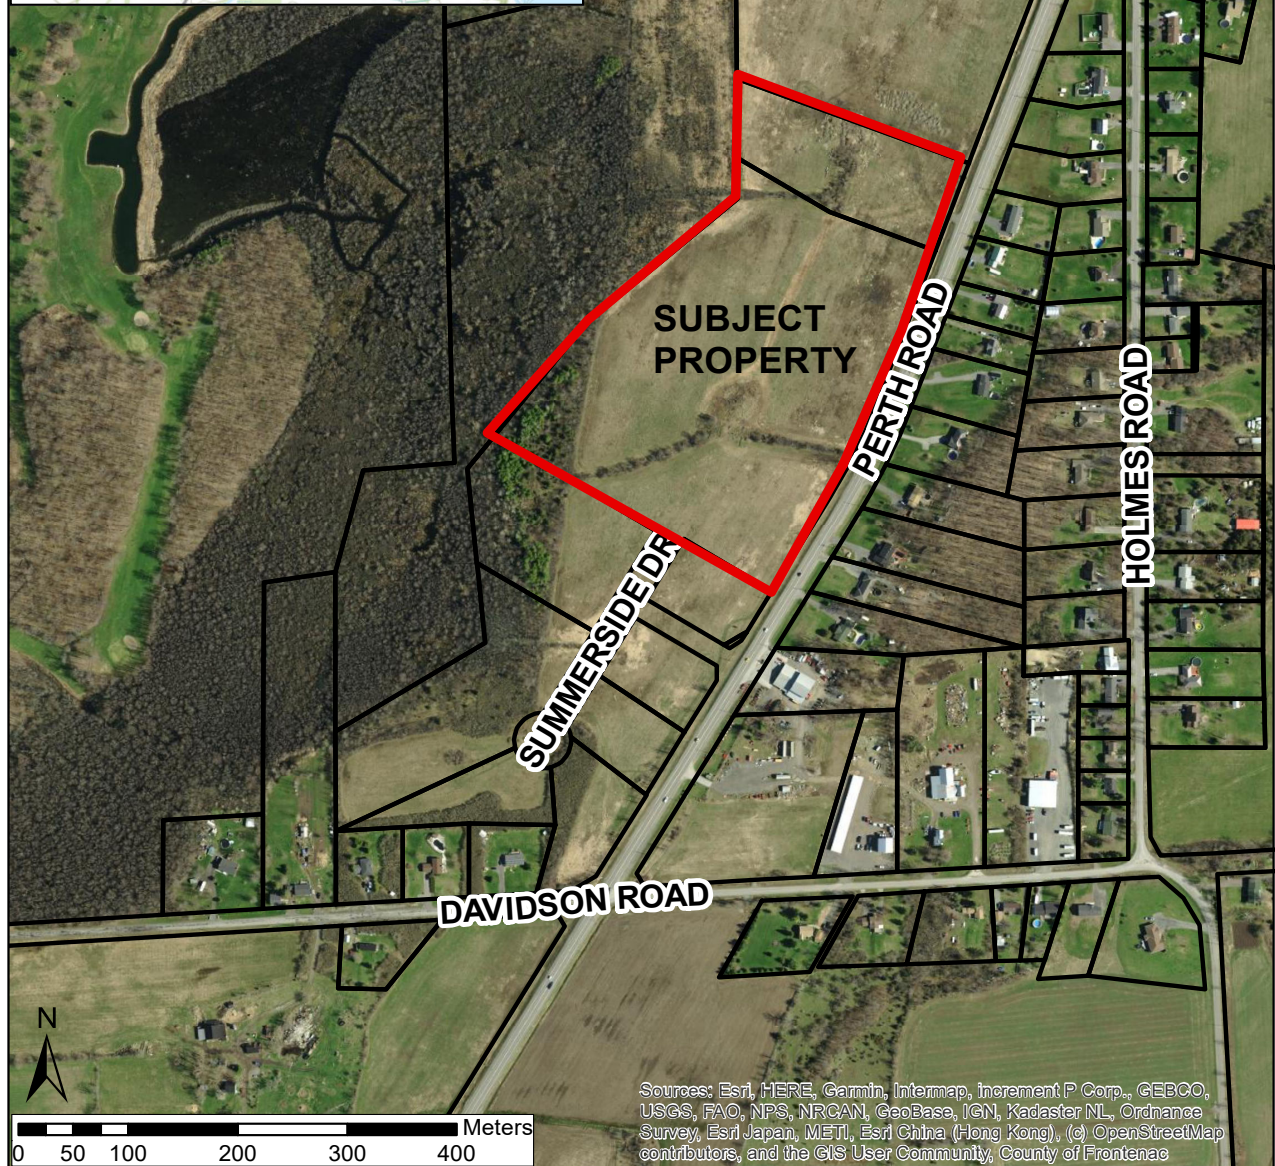 SUBJECT
PROPERTY
PERTH ROAD
HOLMES ROAD
SUMMERSIDE DR
DAVIDSON ROAD
N
Meters
0 50 100 200 300 400
Sources: Esri, HERE, Garmin, Intermap, increment P Corp., GEBCO,
USGS, FAO, NPS, NRCAN, GeoBase, IGN, Kadaster NL, Ordnance
Survey, Esri Japan, METI, Esri China (Hong Kong), (c) OpenStreetMap
contributors, and the GIS User Community, County of Frontenac